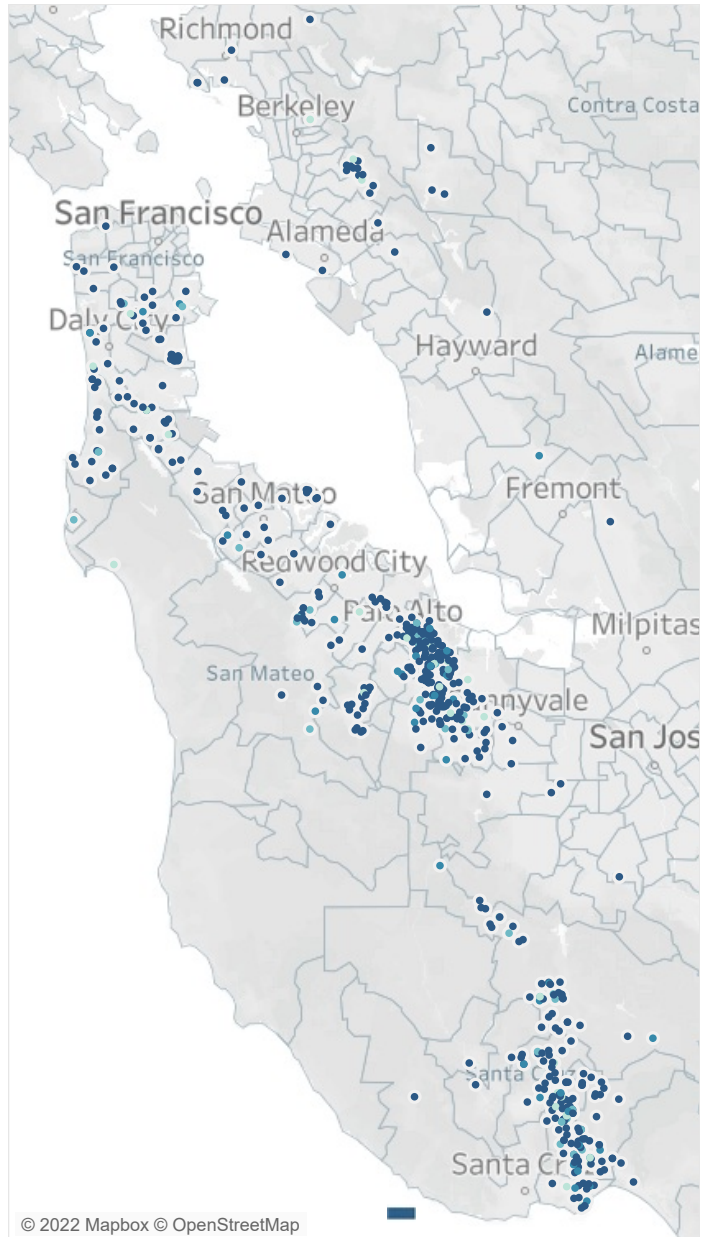 Richmond
Berkeley
Contra Costa
San Francisco
Alameda
San Francisco
Daly City
Hayward
Alame
San Mateo
Fremont
Redwood City
Palo Alto
Milpitas
San Mateo
nnyvale
San Jos
Santa Cruz
Santa Cr
© 2022 Mapbox © OpenStreetMap